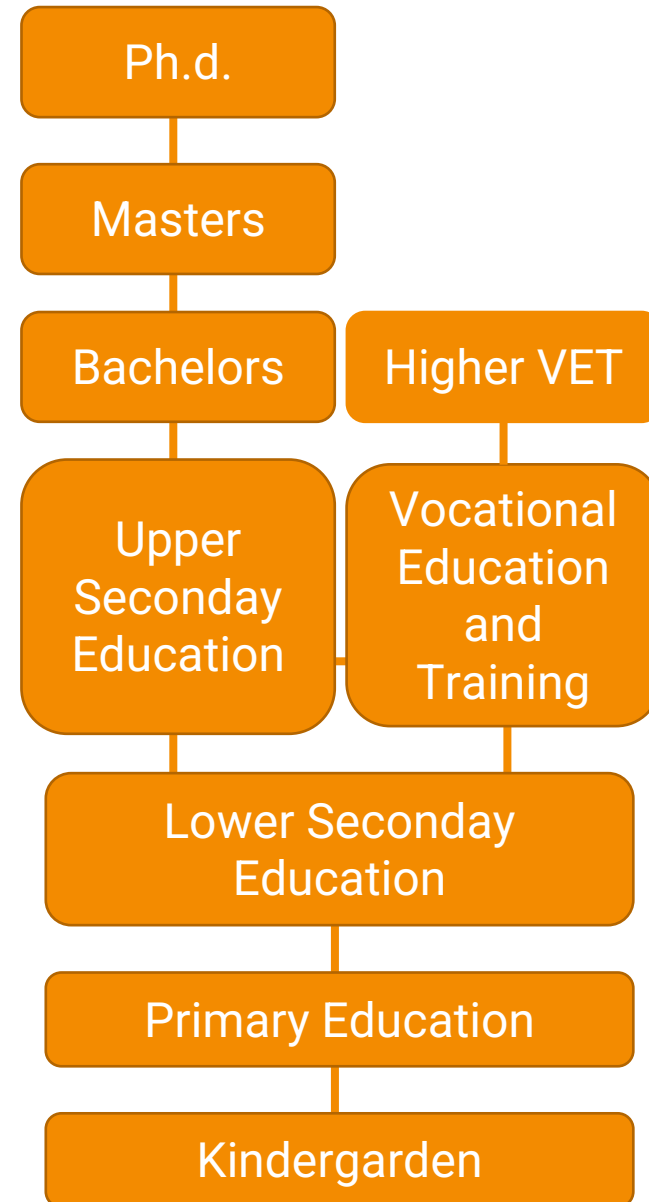 Ph.d.
Masters
Bachelors
Higher VET
Upper
Seconday
Education
Vocational
Education
and
Training
Lower Seconday
Education
Primary Education
Kindergarden